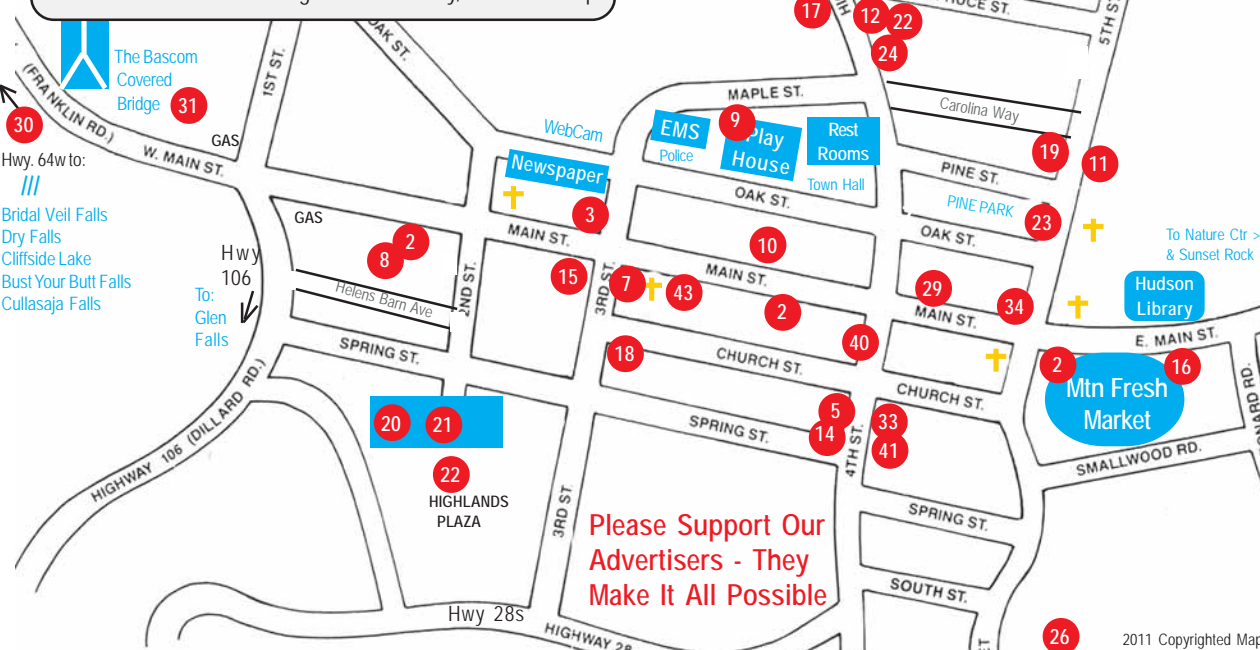 17
12
22
24
5TH ST
OAK ST.
1ST ST.
The Bascom
Covered
Bridge
31
(FRANKLIN RD.)
30
GAS
W. MAIN ST.
Hwy. 64w to:
///
Bridal Veil Falls
Dry Falls
Cliffside Lake
Bust Your Butt Falls
Cullasaja Falls
MAPLE ST.
Carolina Way
WebCam
EMS
Police
9
Play
House
Rest
Rooms
Town Hall
Newspaper
19
11
PINE ST.
PINE PARK
23
OAK ST.
OAK ST.
3
GAS
2
8
MAIN ST.
10
Hwy
106
To:
Glen
Falls
Helens Barn Ave
2ND ST.
15
3RD ST.
7
43
MAIN ST.
2
29
MAIN ST.
34
To Nature Ctr >
& Sunset Rock
Hudson
Library
E. MAIN ST.
SPRING ST.
18
CHURCH ST.
40
2
16
Mtn Fresh
Market
CHURCH ST.
HIGHWAY 106 (DILLARD RD.)
20
21
22
HIGHLANDS
PLAZA
SPRING ST.
5
14
4TH ST.
33
41
SMALLWOOD RD.
3RD ST.
Please Support Our
Advertisers - They
Make It All Possible
SPRING ST.
SOUTH ST.
Hwy 28s
HIGHWAY 28
26
2011 Copyrighted Map